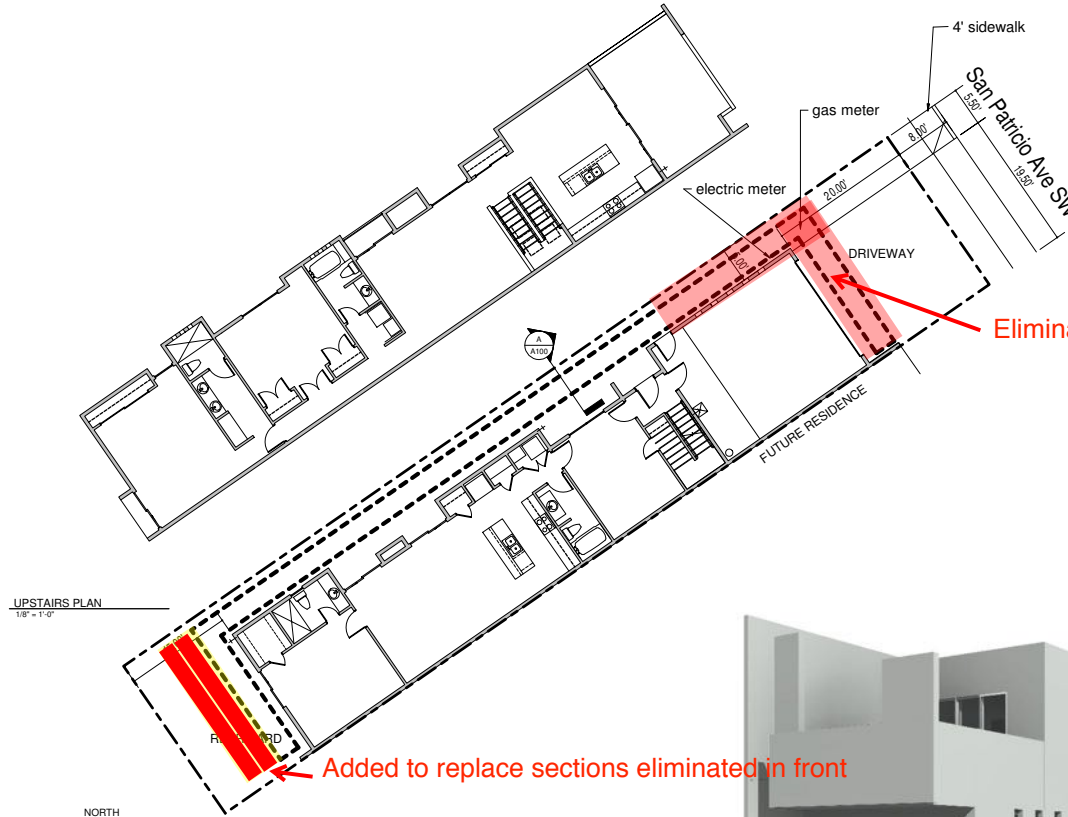 4' sidewalk
San Patricio Ave SW
5.50'
gas meter
8.00'
19.50'
20.00'
electric meter
DRIVEWAY
A
A100
FUTURE RESIDENCE
UPSTAIRS PLAN
1/8" = 1'-0"
Added to replace sections eliminated in front
NORTH